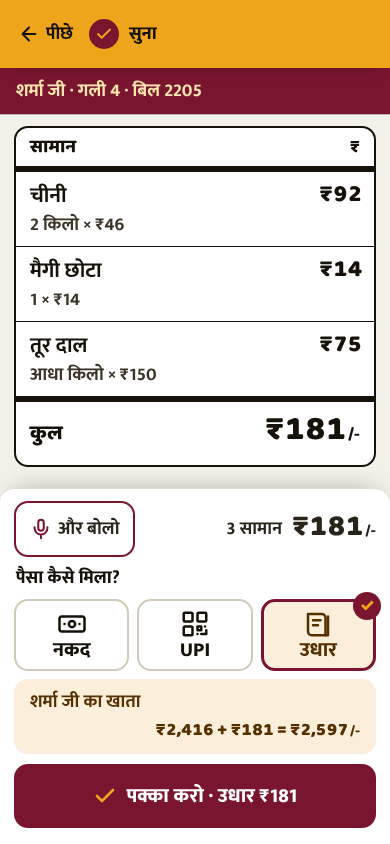 पीछे सुना
शर्मा जी · गली 4 · बिल 2205
सामान ₹
चीनी ₹92
2 किलो × ₹46
मैगी छोटा ₹14
1 × ₹14
तूर दाल ₹75
आधा किलो × ₹150
कुल ₹181/-
और बोलो 3 सामान ₹181/-
पैसा कैसे मिला?
नकद UPI उधार
शर्मा जी का खाता
₹2,416 + ₹181 = ₹2,597/-
पक्का करो · उधार ₹181